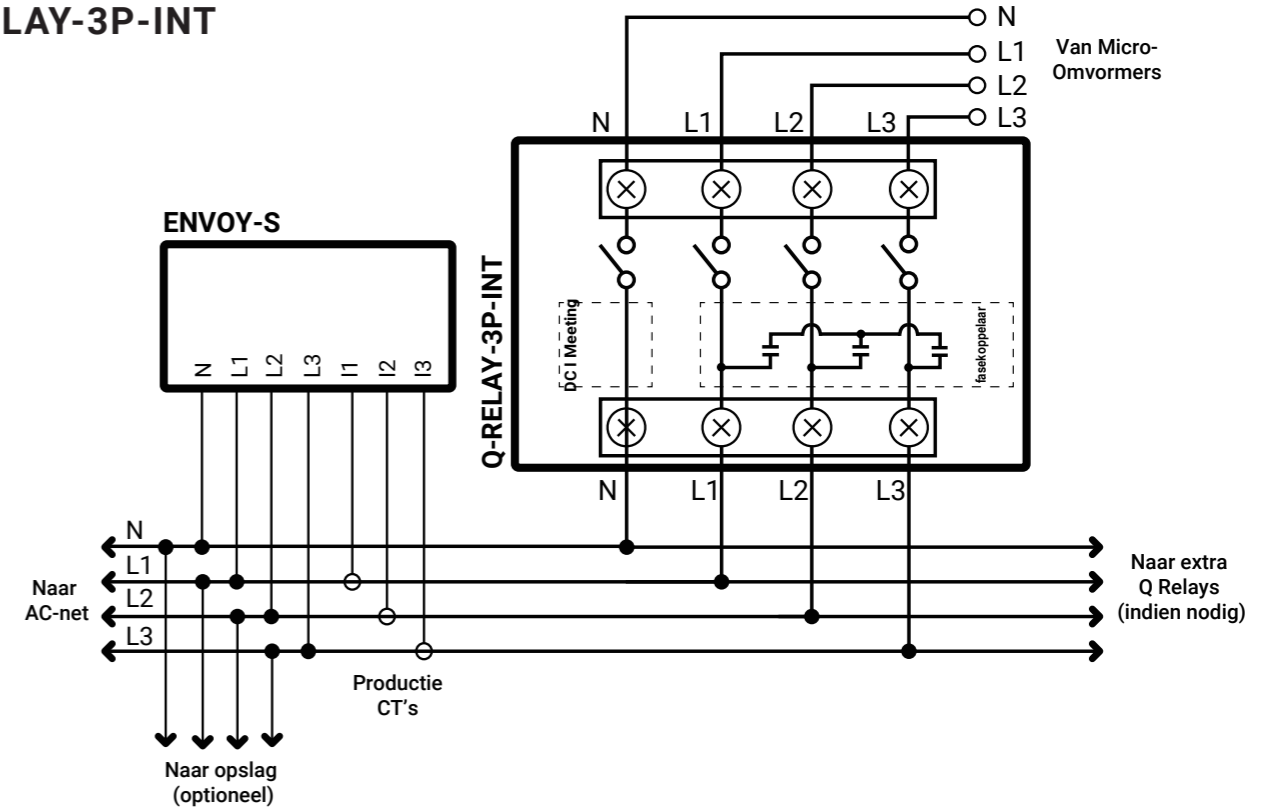 LAY-3P-INT
N
L1
L2
L3
Van Micro-
Omvormers
N
L1
L2
L3
ENVOY-S
N
L1
L2
L3
I1
I2
I3
Q-RELAY-3P-INT
DC I Meeting
fasekoppelaar
N
L1
L2
L3
N
L1
L2
L3
Naar
AC-net
Naar extra
Q Relays
(indien nodig)
Productie
CT’s
Naar opslag
(optioneel)